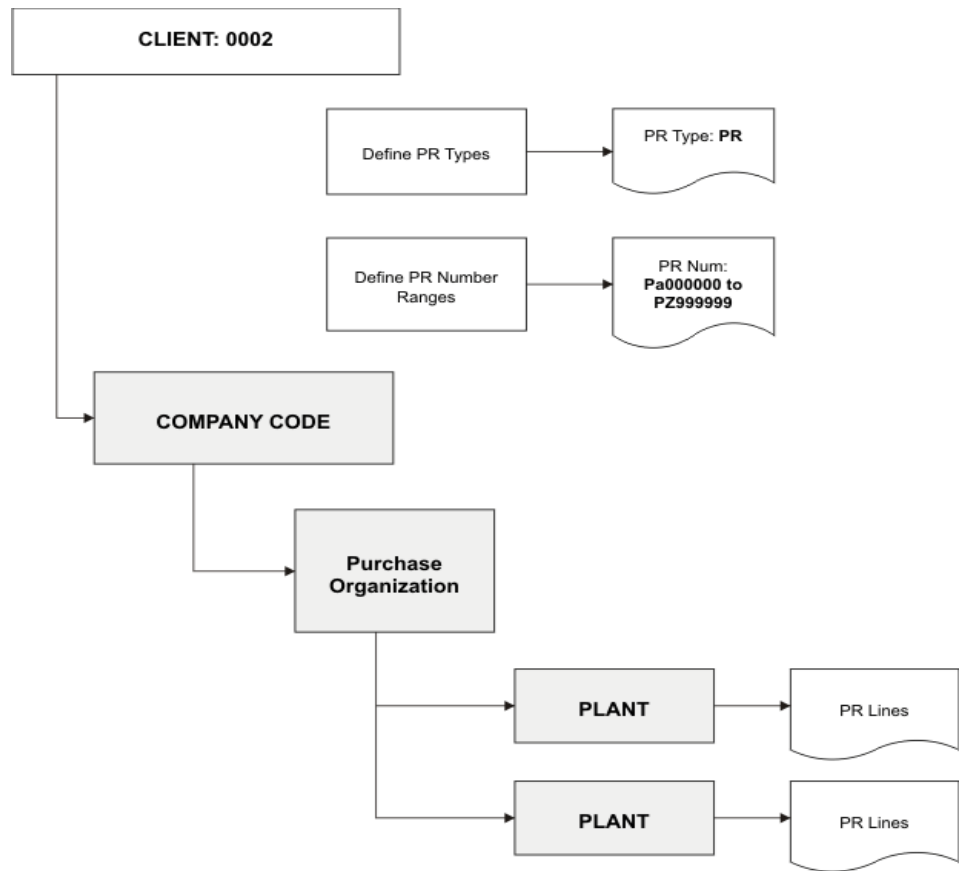 CLIENT: 0002
Define PR Types
PR Type: PR
Define PR Number
Ranges
PR Num:
Pa000000 to
PZ999999
COMPANY CODE
Purchase
Organization
PLANT
PR Lines
PLANT
PR Lines